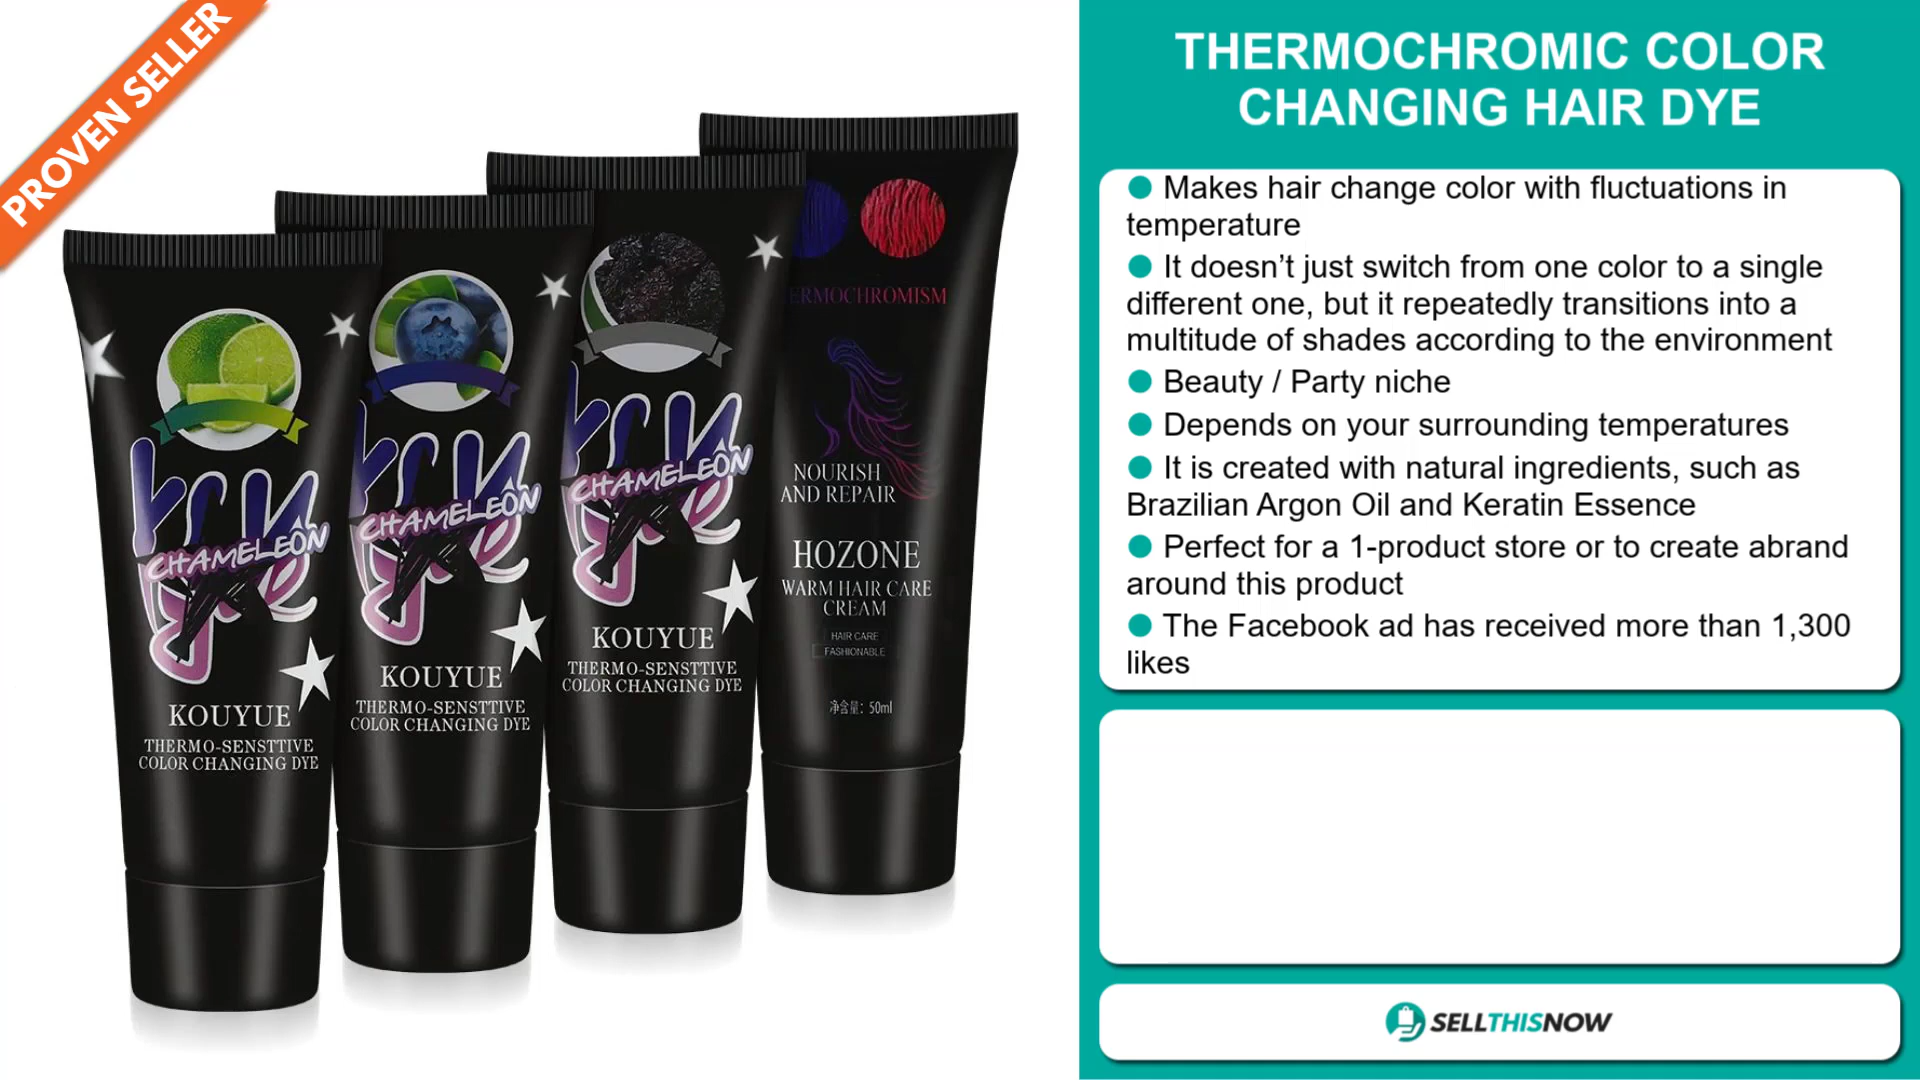 PROVEN SELLER
THERMOCHROMIC COLOR
CHANGING HAIR DYE
● Makes hair change color with fluctuations in
temperature
● It doesn’t just switch from one color to a single
different one, but it repeatedly transitions into a
multitude of shades according to the environment
● Beauty / Party niche
● Depends on your surrounding temperatures
● It is created with natural ingredients, such as
Brazilian Argon Oil and Keratin Essence
● Perfect for a 1-product store or to create abrand
around this product
● The Facebook ad has received more than 1,300
likes
SELLTHISNOW
CHAMELEON
KOUYUE
THERMO-SENSTTIVE
COLOR CHANGING DYE
CHAMELEON
KOUYUE
THERMO-SENSTTIVE
COLOR CHANGING DYE
CHAMELEON
KOUYUE
THERMO-SENSTTIVE
COLOR CHANGING DYE
ERMOCHROMISM
NOURISH
AND REPAIR
HOZONE
WARM HAIR CARE
CREAM
HAIR CARE
FASHIONABLE
净含量：50ml